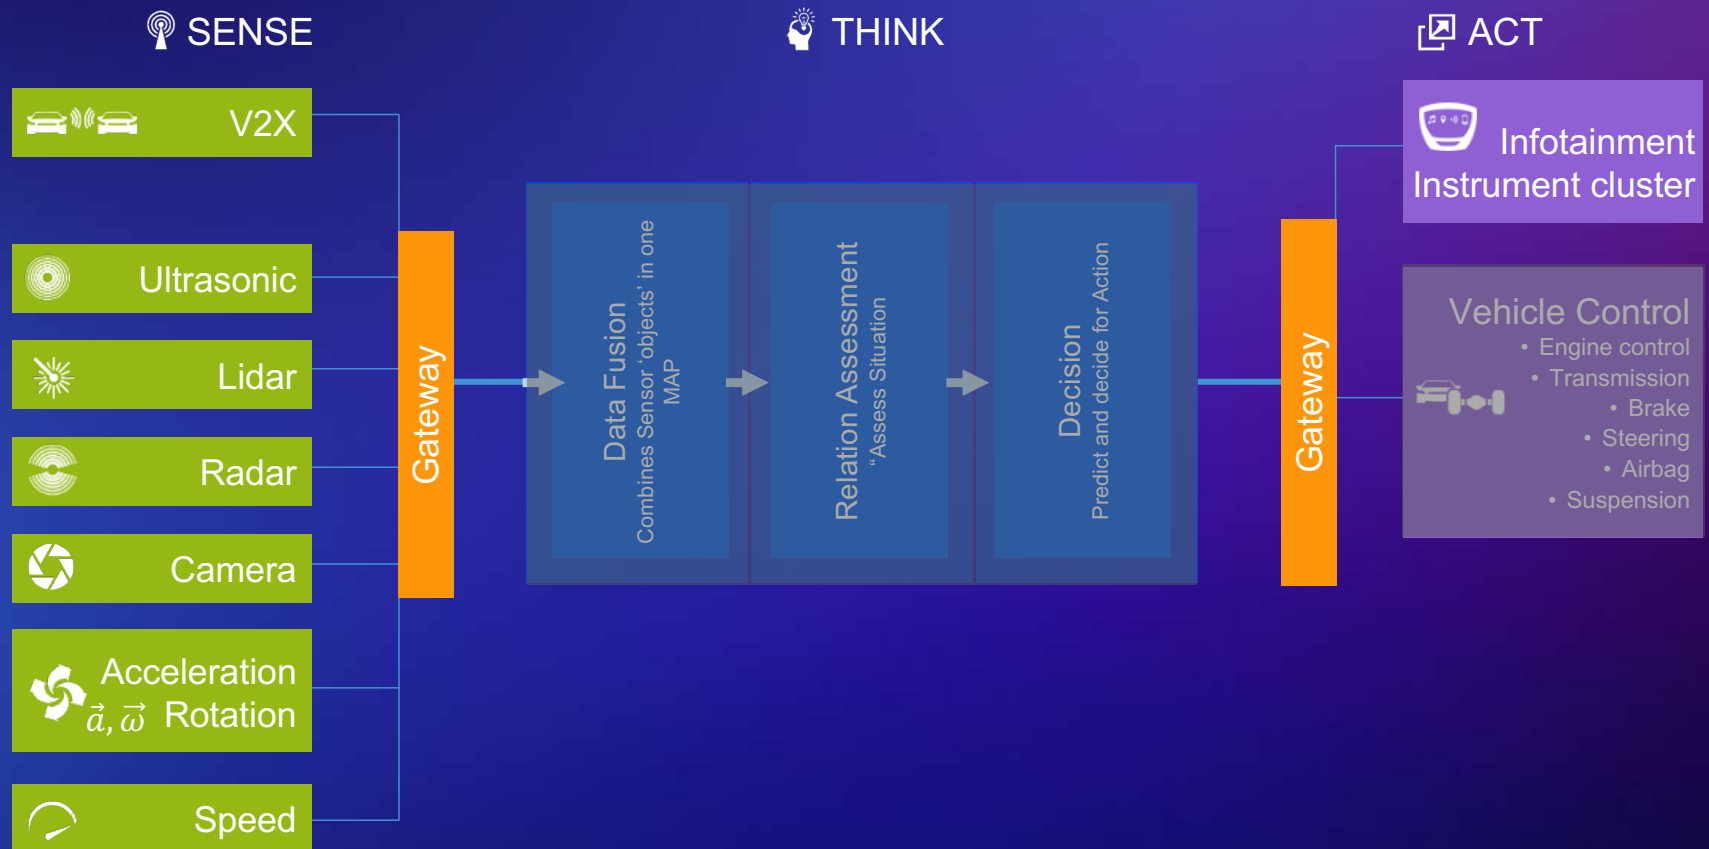 SENSE
THINK
ACT
V2X
Ultrasonic
Lidar
Radar
Camera
Acceleration
a⃗, ω⃗ Rotation
Speed
Gateway
Data Fusion
Combines Sensor ‘objects’ in one
MAP
Relation Assessment
“Assess Situation
Decision
Predict and decide for Action
Gateway
Infotainment
Instrument cluster
Vehicle Control
• Engine control
• Transmission
• Brake
• Steering
• Airbag
• Suspension